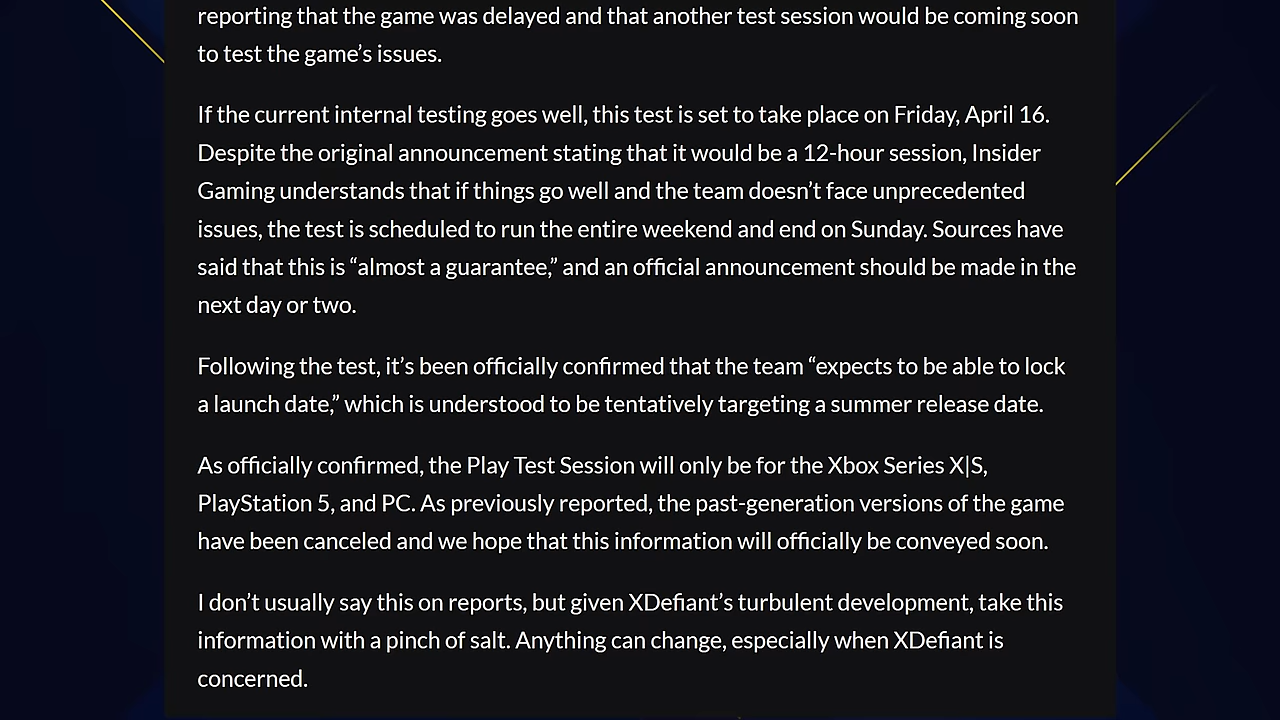 reporting that the game was delayed and that another test session would be coming soon
to test the game’s issues.
If the current internal testing goes well, this test is set to take place on Friday, April 16.
Despite the original announcement stating that it would be a 12-hour session, Insider
Gaming understands that if things go well and the team doesn’t face unprecedented
issues, the test is scheduled to run the entire weekend and end on Sunday. Sources have
said that this is “almost a guarantee,” and an official announcement should be made in the
next day or two.
Following the test, it’s been officially confirmed that the team “expects to be able to lock
a launch date,” which is understood to be tentatively targeting a summer release date.
As officially confirmed, the Play Test Session will only be for the Xbox Series X|S,
PlayStation 5, and PC. As previously reported, the past-generation versions of the game
have been canceled and we hope that this information will officially be conveyed soon.
I don’t usually say this on reports, but given XDefiant’s turbulent development, take this
information with a pinch of salt. Anything can change, especially when XDefiant is
concerned.